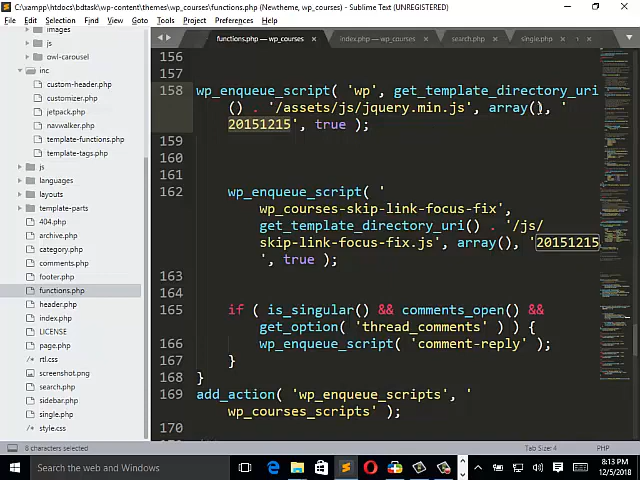 C:\xampp\htdocs\bdtask\wp-content\themes\wp_courses\functions.php (Newtheme, wp_courses) - Sublime Text (UNREGISTERED)
File Edit Selection Find View Goto Tools Project Preferences Help
functions.php — wp_courses × index.php — wp_courses × search.php × single.php ×
images
js
owl-carousel
inc
custom-header.php
customizer.php
jetpack.php
navwalker.php
template-functions.php
template-tags.php
js
languages
layouts
template-parts
404.php
archive.php
category.php
comments.php
footer.php
functions.php
header.php
index.php
LICENSE
page.php
rtl.css
screenshot.png
search.php
sidebar.php
single.php
style.css
156
157
158 wp_enqueue_script( 'wp', get_template_directory_uri
() . '/assets/js/jquery.min.js', array(), '
20151215', true );
159
160
161
162 wp_enqueue_script( '
wp_courses-skip-link-focus-fix',
get_template_directory_uri() . '/js/
skip-link-focus-fix.js', array(), '20151215
', true );
163
164
165 if ( is_singular() && comments_open() &&
get_option( 'thread_comments' ) ) {
166 wp_enqueue_script( 'comment-reply' );
167 }
168 }
169 add_action( 'wp_enqueue_scripts', '
wp_courses_scripts' );
170
8 characters selected Tab Size: 4 PHP
Search the web and Windows
8:13 PM
12/5/2018